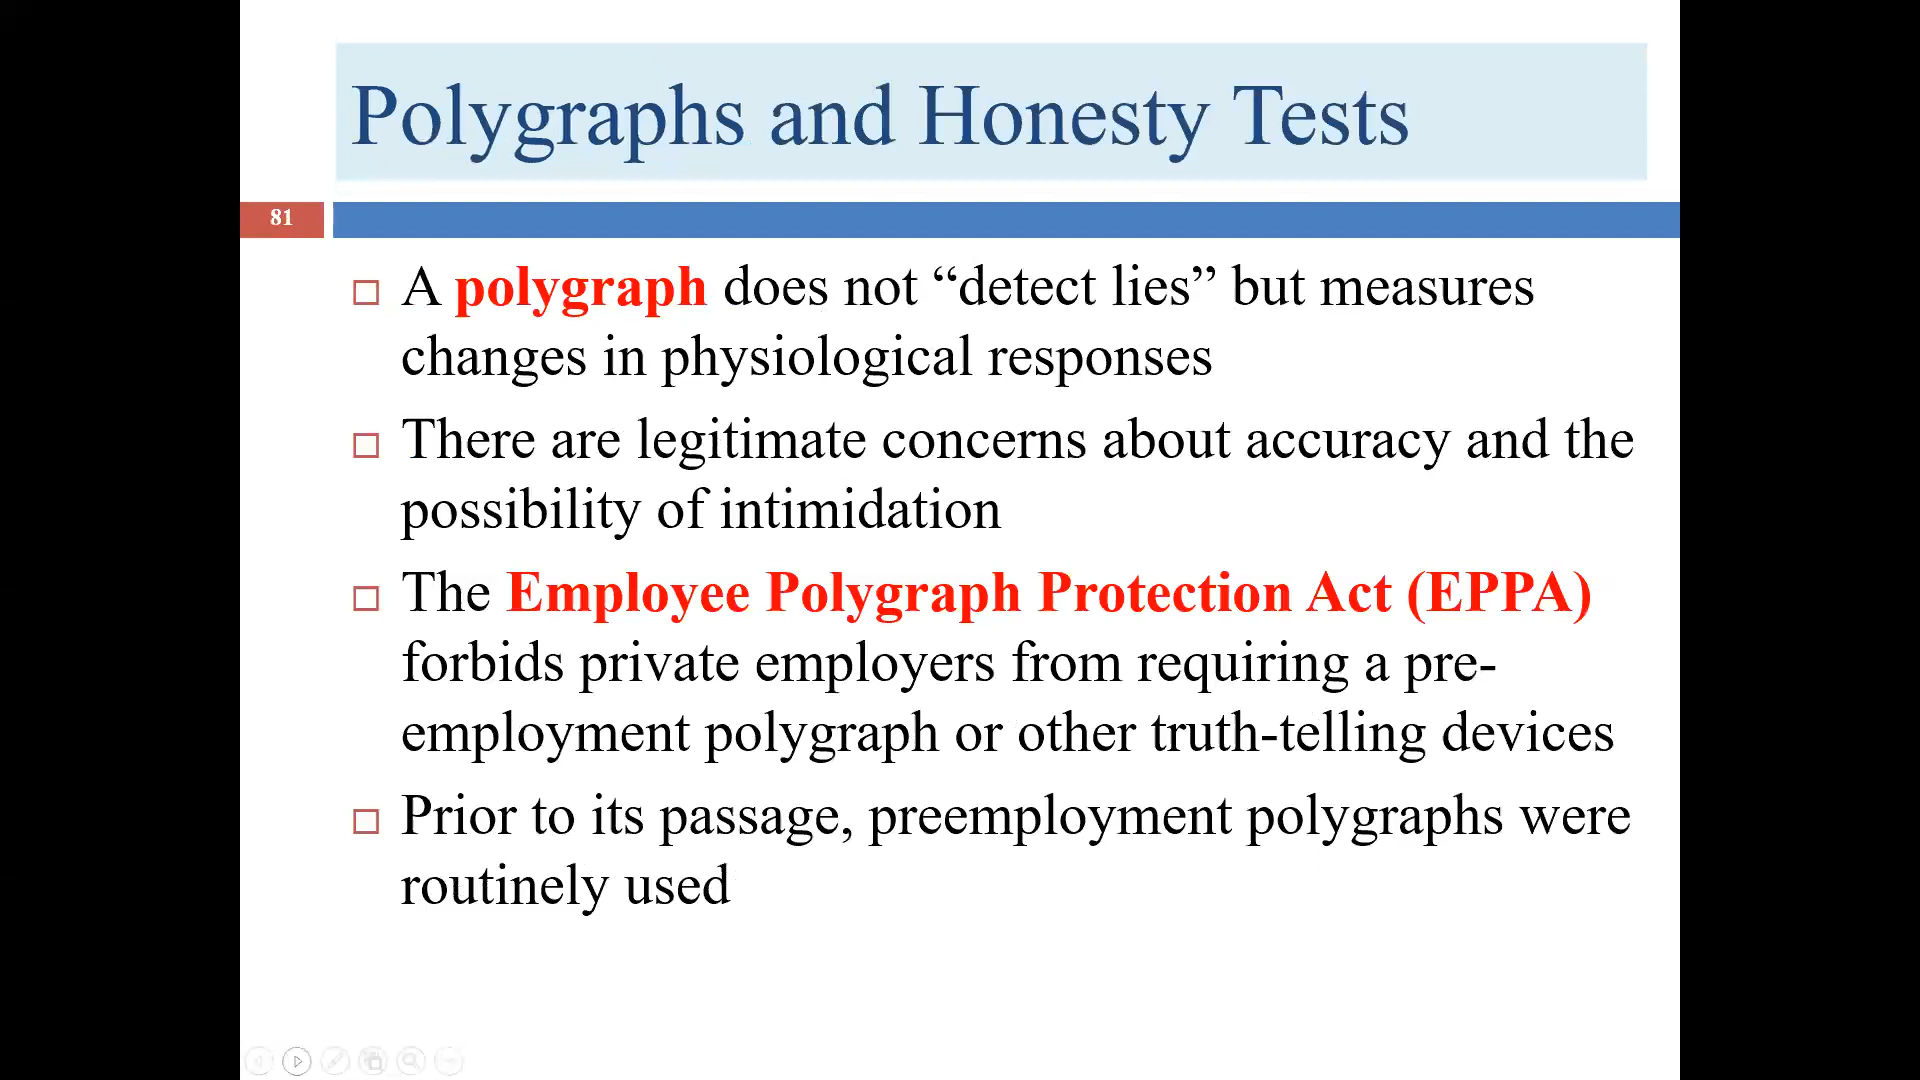 Polygraphs and Honesty Tests
81
A polygraph does not “detect lies” but measures
changes in physiological responses
There are legitimate concerns about accuracy and the
possibility of intimidation
The Employee Polygraph Protection Act (EPPA)
forbids private employers from requiring a pre-
employment polygraph or other truth-telling devices
Prior to its passage, preemployment polygraphs were
routinely used